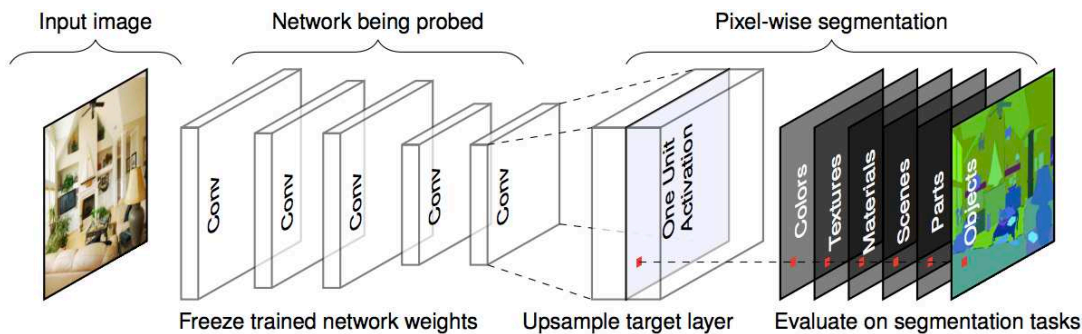 Input image
Network being probed
Pixel-wise segmentation
Conv
Conv
Conv
Conv
Conv
One Unit
Activation
Colors
Textures
Materials
Scenes
Parts
Objects
Freeze trained network weights
Upsample target layer
Evaluate on segmentation tasks